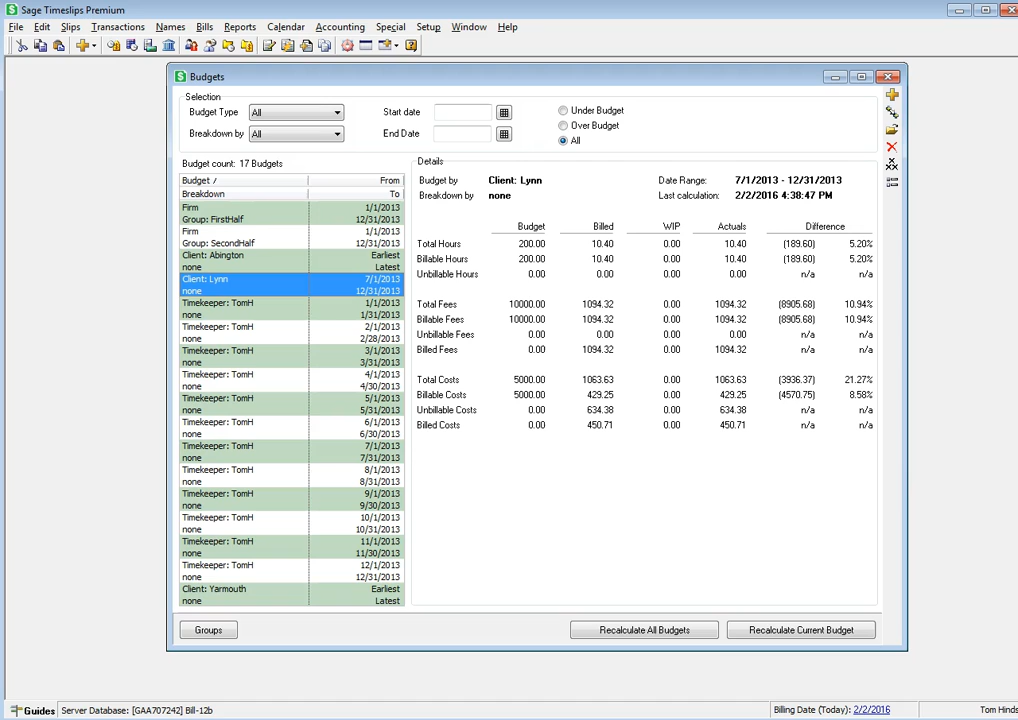 Sage Timeslips Premium
File Edit Slips Transactions Names Bills Reports Calendar Accounting Special Setup Window Help
Budgets
Selection
Budget Type All Start date Under Budget
Over Budget
Breakdown by All End Date All
Budget count: 17 Budgets
Budget / From
Breakdown To
Firm 1/1/2013
Group: FirstHalf 12/31/2013
Firm 1/1/2013
Group: SecondHalf 12/31/2013
Client: Abington Earliest
none Latest
Client: Lynn 7/1/2013
none 12/31/2013
Timekeeper: TomH 1/1/2013
none 1/31/2013
Timekeeper: TomH 2/1/2013
none 2/28/2013
Timekeeper: TomH 3/1/2013
none 3/31/2013
Timekeeper: TomH 4/1/2013
none 4/30/2013
Timekeeper: TomH 5/1/2013
none 5/31/2013
Timekeeper: TomH 6/1/2013
none 6/30/2013
Timekeeper: TomH 7/1/2013
none 7/31/2013
Timekeeper: TomH 8/1/2013
none 8/31/2013
Timekeeper: TomH 9/1/2013
none 9/30/2013
Timekeeper: TomH 10/1/2013
none 10/31/2013
Timekeeper: TomH 11/1/2013
none 11/30/2013
Timekeeper: TomH 12/1/2013
none 12/31/2013
Client: Yarmouth Earliest
none Latest
Details
Budget by Client: Lynn Date Range: 7/1/2013 - 12/31/2013
Breakdown by none Last calculation: 2/2/2016 4:38:47 PM
Budget Billed WIP Actuals Difference
Total Hours 200.00 10.40 0.00 10.40 (189.60) 5.20%
Billable Hours 200.00 10.40 0.00 10.40 (189.60) 5.20%
Unbillable Hours 0.00 0.00 0.00 0.00 n/a n/a
Total Fees 10000.00 1094.32 0.00 1094.32 (8905.68) 10.94%
Billable Fees 10000.00 1094.32 0.00 1094.32 (8905.68) 10.94%
Unbillable Fees 0.00 0.00 0.00 0.00 n/a n/a
Billed Fees 0.00 1094.32 0.00 1094.32 n/a n/a
Total Costs 5000.00 1063.63 0.00 1063.63 (3936.37) 21.27%
Billable Costs 5000.00 429.25 0.00 429.25 (4570.75) 8.58%
Unbillable Costs 0.00 634.38 0.00 634.38 n/a n/a
Billed Costs 0.00 450.71 0.00 450.71 n/a n/a
Groups Recalculate All Budgets Recalculate Current Budget
Guides Server Database: [GAA707242] Bill-12b Billing Date (Today): 2/2/2016 Tom Hinds